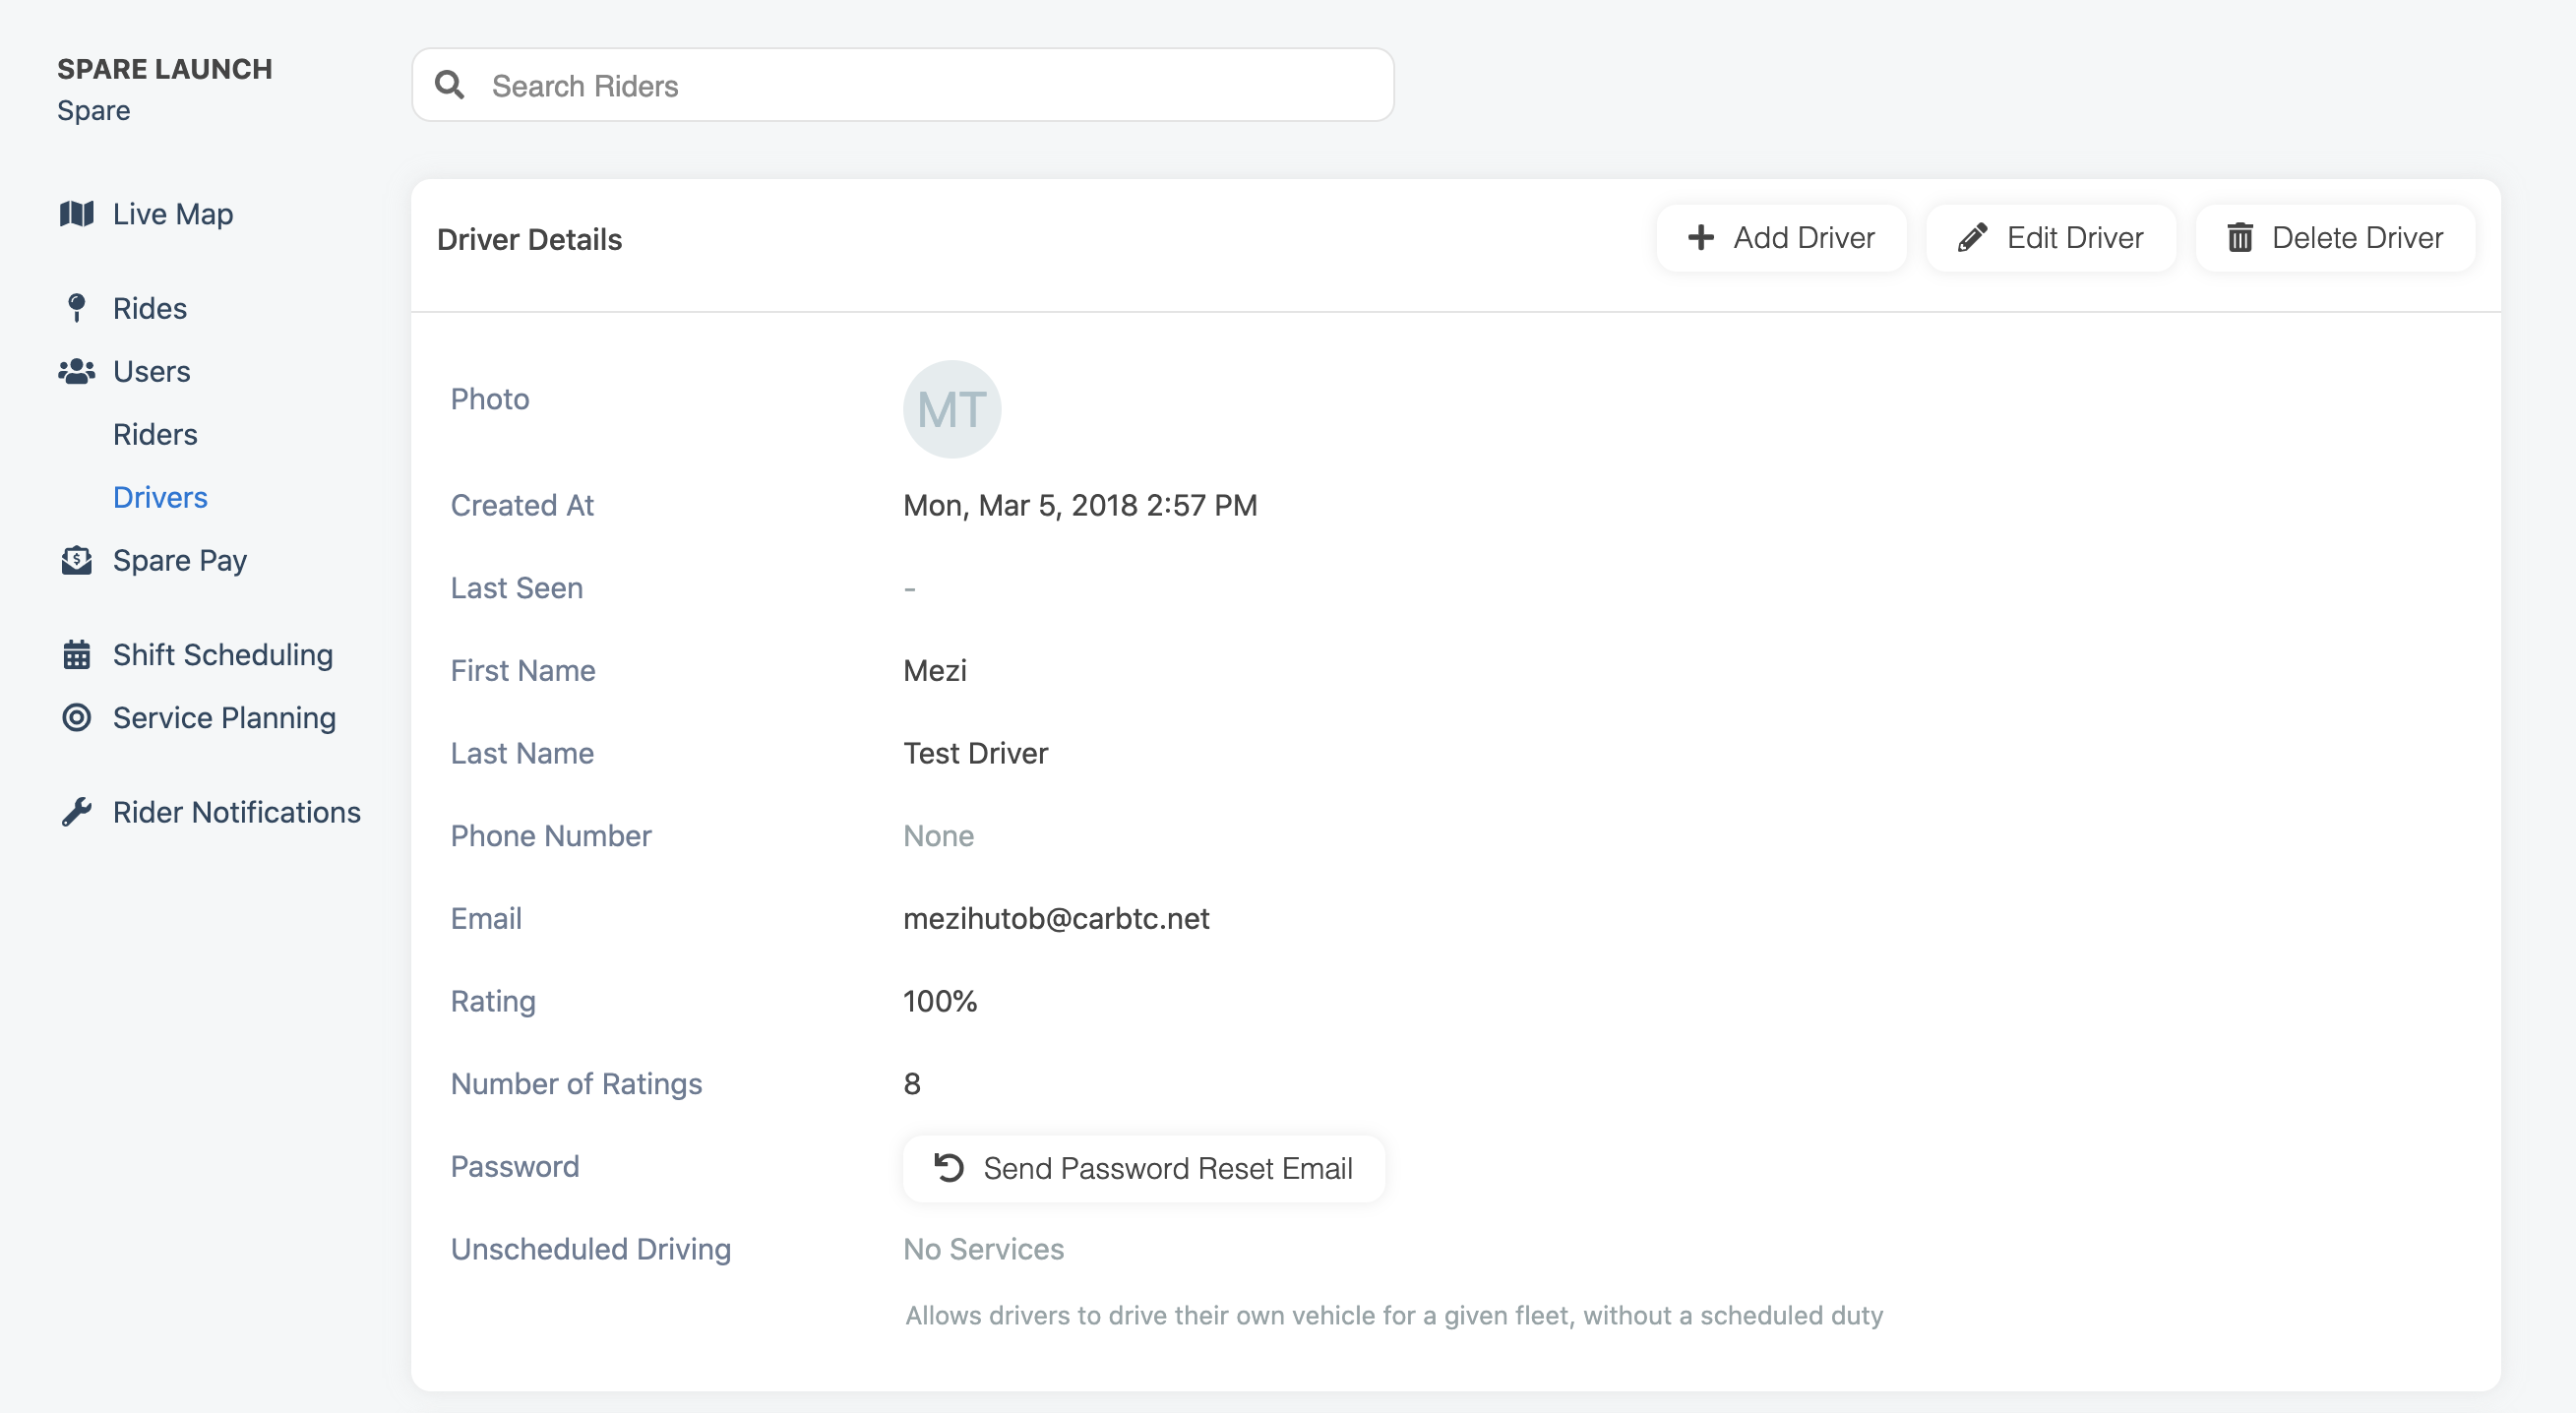 SPARE LAUNCH
Spare
Search Riders
Live Map
Rides
Users
Riders
Drivers
Spare Pay
Shift Scheduling
Service Planning
Rider Notifications
Driver Details
Add Driver
Edit Driver
Delete Driver
Photo
MT
Created At
Mon, Mar 5, 2018 2:57 PM
Last Seen
-
First Name
Mezi
Last Name
Test Driver
Phone Number
None
Email
mezihutob@carbtc.net
Rating
100%
Number of Ratings
8
Password
Send Password Reset Email
Unscheduled Driving
No Services
Allows drivers to drive their own vehicle for a given fleet, without a scheduled duty